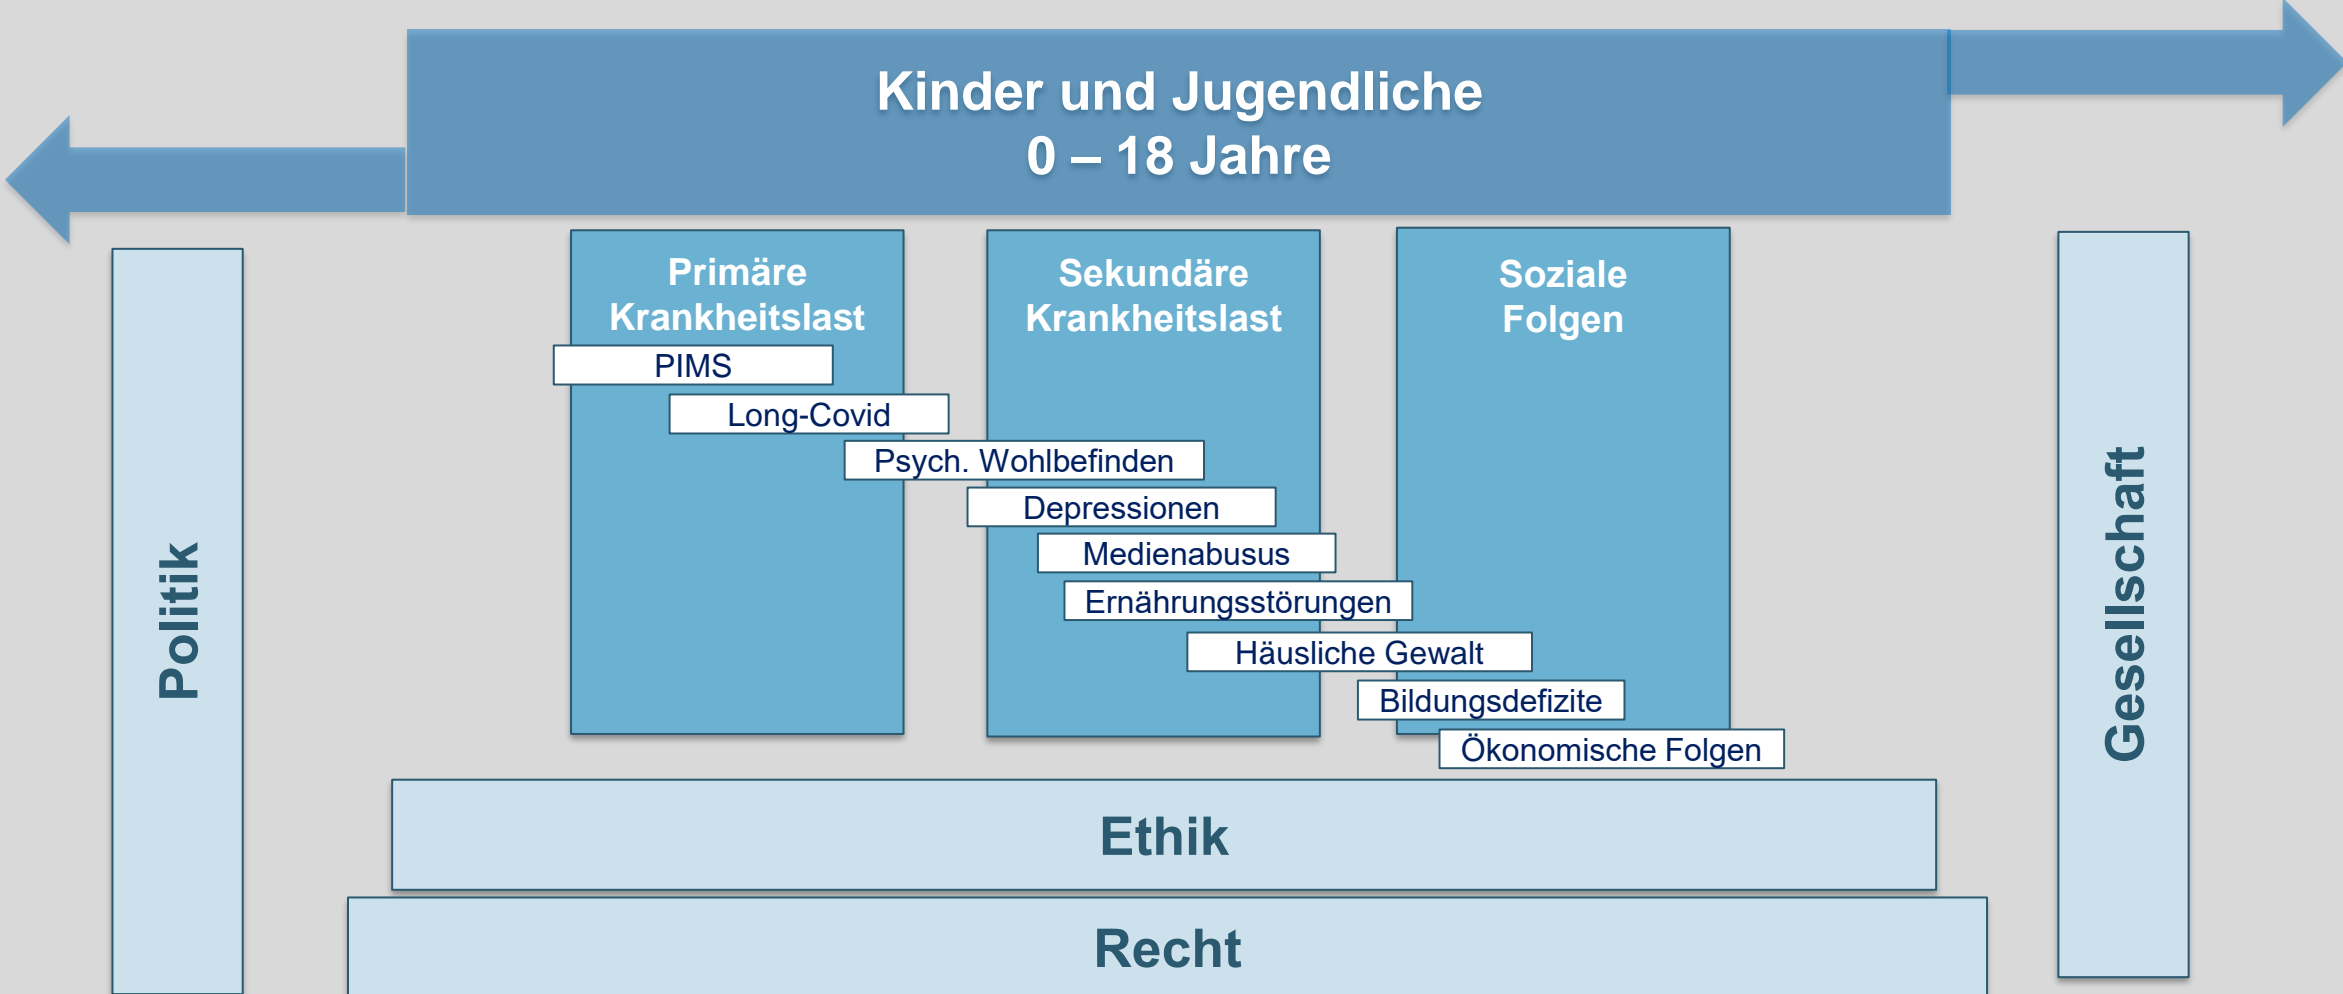 Kinder und Jugendliche
0 – 18 Jahre
Primäre
Krankheitslast
Sekundäre
Krankheitslast
Soziale
Folgen
PIMS
Long-Covid
Psych. Wohlbefinden
Depressionen
Medienabusus
Ernährungsstörungen
Häusliche Gewalt
Bildungsdefizite
Ökonomische Folgen
Politik
Gesellschaft
Ethik
Recht